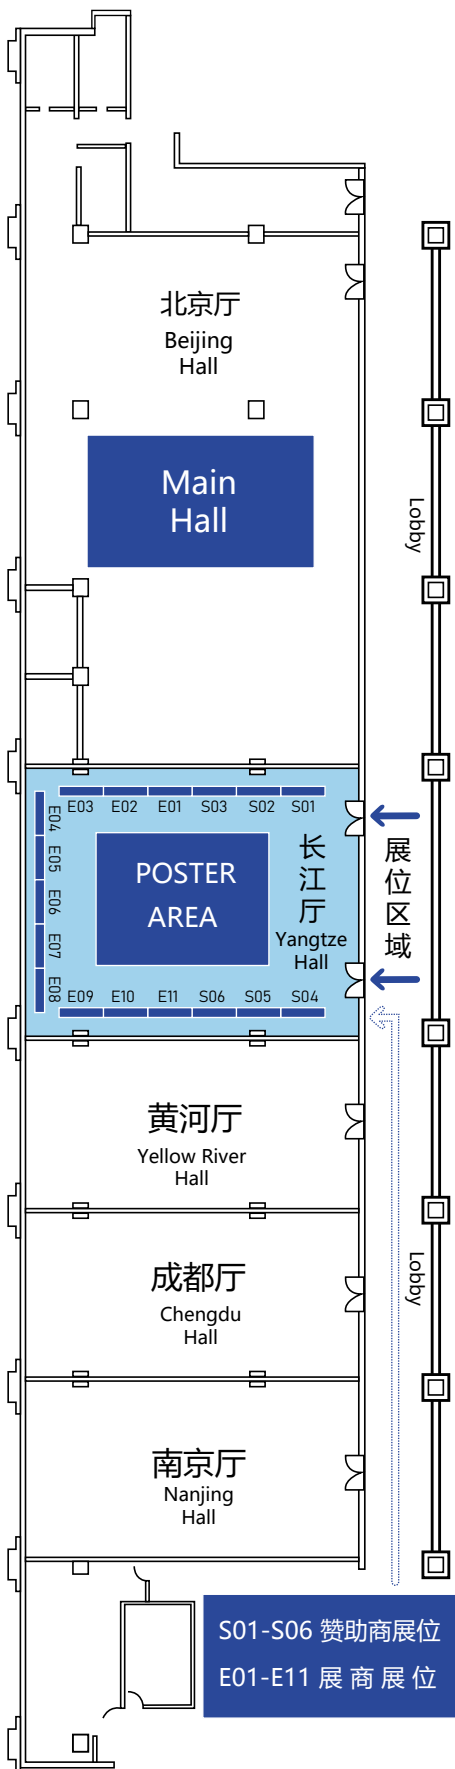 北京厅
Beijing
Hall
Main
Hall
Lobby
E03 E02 E01 S03 S02 S01
E04
E05
E06
E07
E08
POSTER
AREA
长江厅
Yangtze
Hall
展位区域
E09 E10 E11 S06 S05 S04
黄河厅
Yellow River
Hall
成都厅
Chengdu
Hall
Lobby
南京厅
Nanjing
Hall
S01-S06 赞助商展位
E01-E11 展 商 展 位